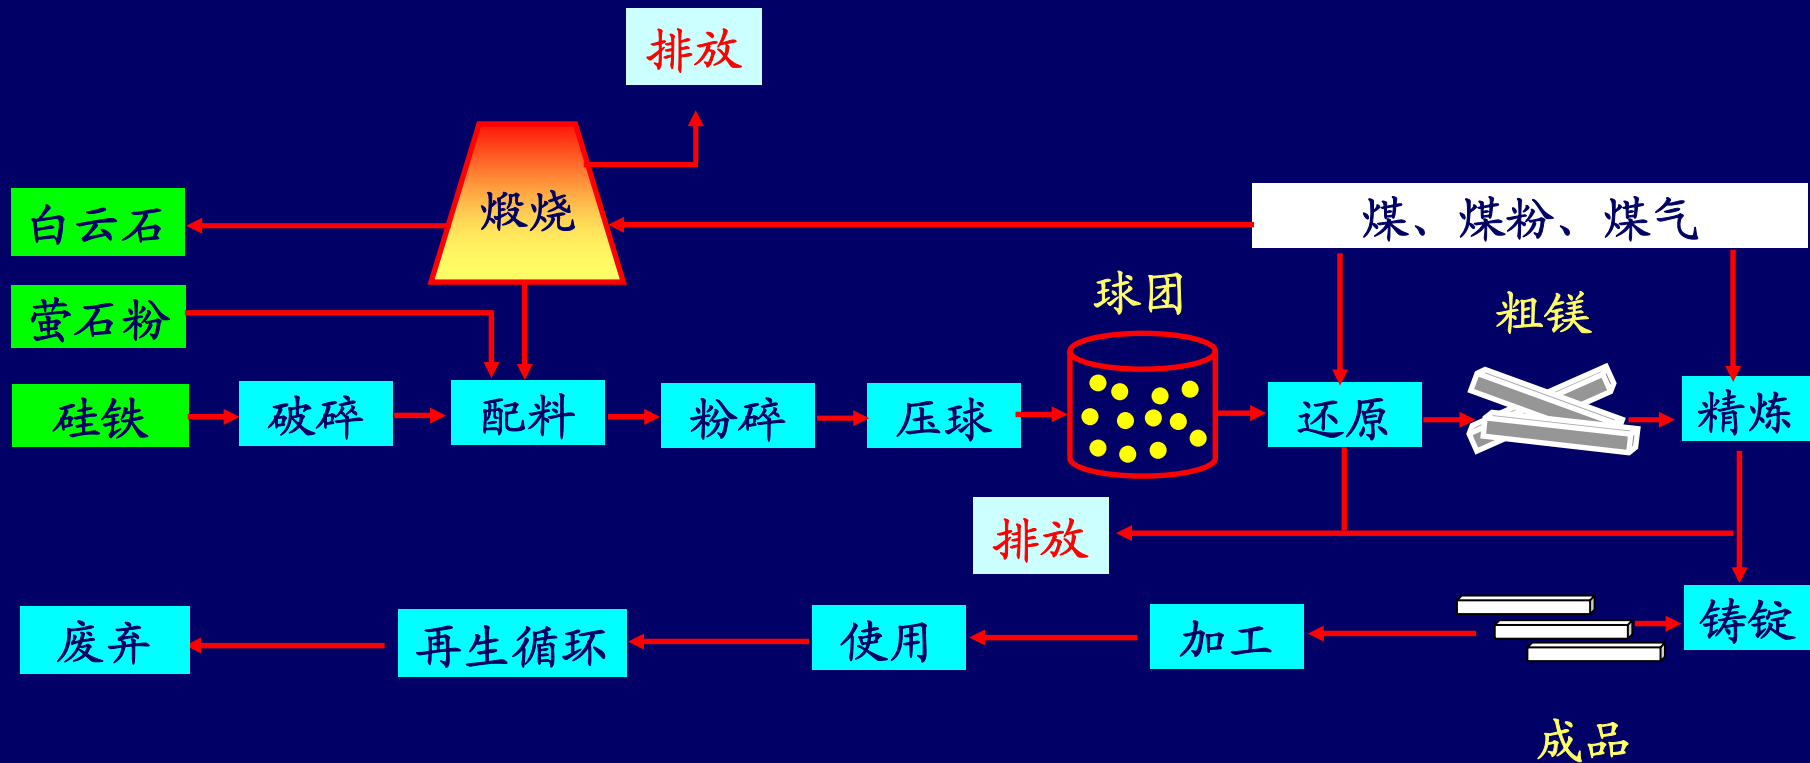 排放
煅烧
白云石
煤、煤粉、煤气
球团
萤石粉
粗镁
硅铁
破碎
配料
粉碎
压球
还原
精炼
排放
铸锭
废弃
再生循环
使用
加工
成品